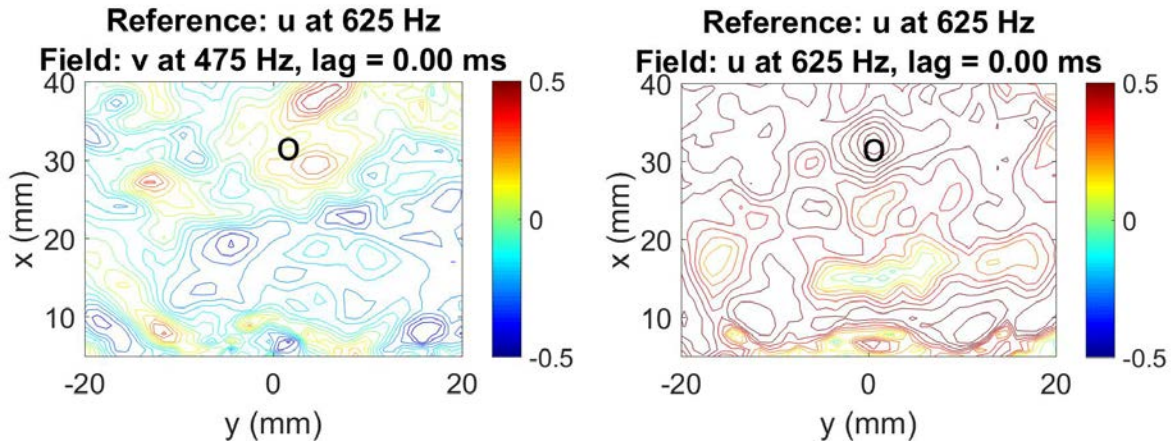 Reference: u at 625 Hz
Field: v at 475 Hz, lag = 0.00 ms
40
30
20
10
x (mm)
-20
0
20
y (mm)
O
0.5
0
-0.5
Reference: u at 625 Hz
Field: u at 625 Hz, lag = 0.00 ms
40
30
20
10
x (mm)
-20
0
20
y (mm)
O
0.5
0
-0.5